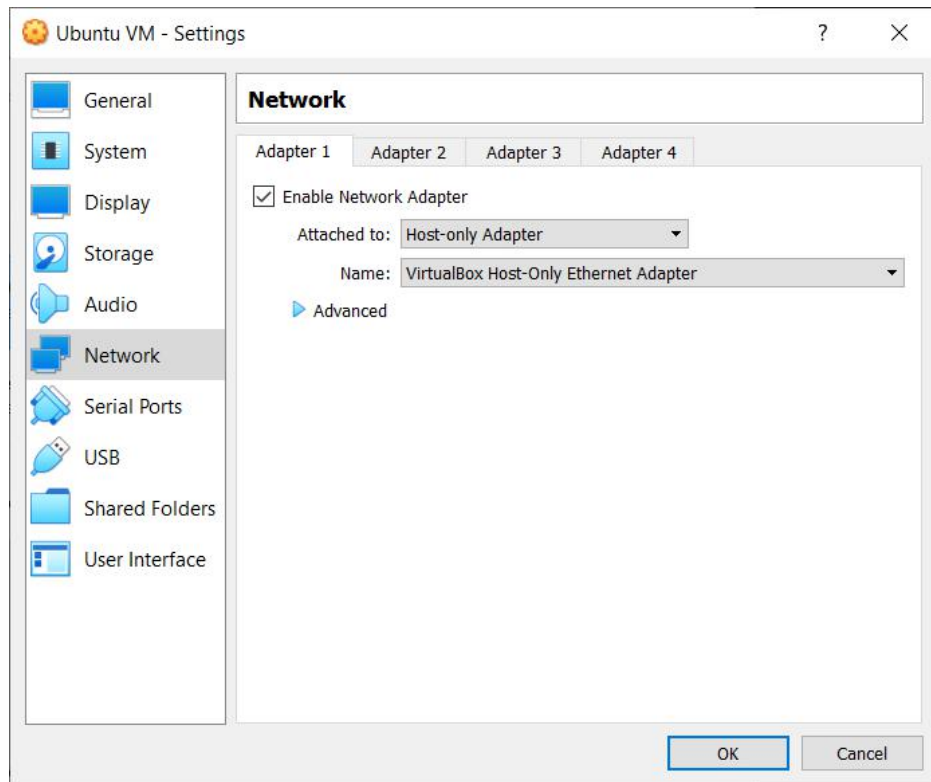 Ubuntu VM - Settings
?
General
System
Display
Storage
Audio
Network
Serial Ports
USB
Shared Folders
User Interface
Network
Adapter 1 Adapter 2 Adapter 3 Adapter 4
Enable Network Adapter
Attached to: Host-only Adapter
Name: VirtualBox Host-Only Ethernet Adapter
Advanced
OK Cancel